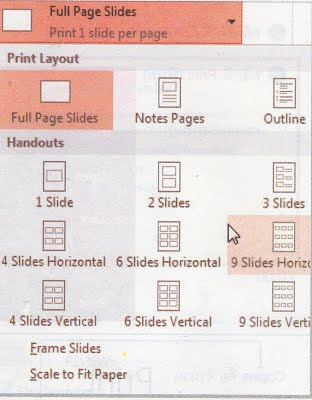 Full Page Slides
Print 1 slide per page
Print Layout
Full Page Slides
Notes Pages
Outline
Handouts
1 Slide
2 Slides
3 Slides
4 Slides Horizontal
6 Slides Horizontal
9 Slides Horizo
4 Slides Vertical
6 Slides Vertical
9 Slides Verti
Frame Slides
Scale to Fit Paper